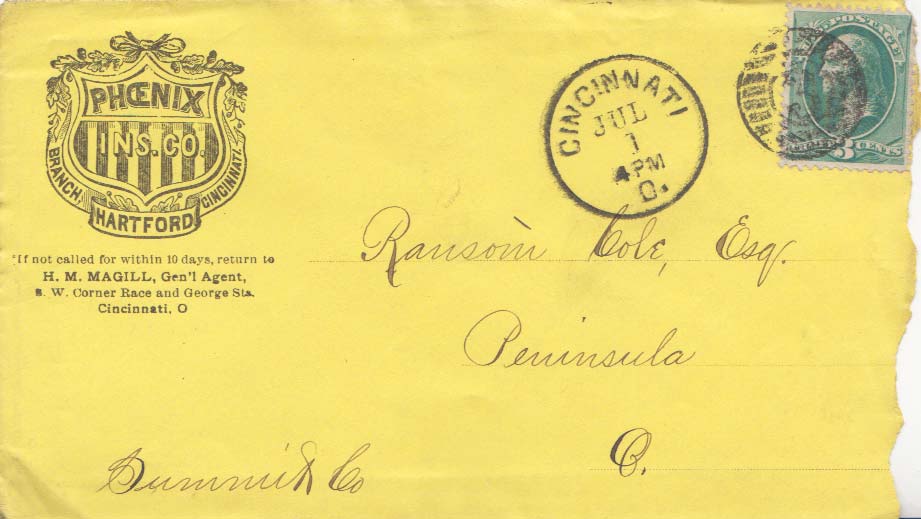 PHŒNIX
INS. CO.
BRANCH, CINCINNATI.
HARTFORD
"If not called for within 10 days, return to
H. M. MAGILL, Gen'l Agent,
S. W. Corner Race and George Sts.
Cincinnati, O
CINCINNATI
JUL
1
4 PM
O.
POSTAGE
3 CENTS
Ransom Cole, Esq.
Peninsula
O.
Summit Co